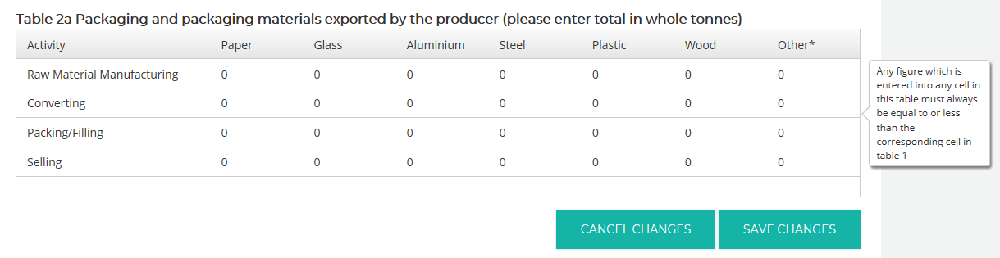 Table 2a Packaging and packaging materials exported by the producer (please enter total in whole tonnes)
Activity Paper Glass Aluminium Steel Plastic Wood Other*
Raw Material Manufacturing 0 0 0 0 0 0 0
Converting 0 0 0 0 0 0 0
Packing/Filling 0 0 0 0 0 0 0
Selling 0 0 0 0 0 0 0
Any figure which is
entered into any cell in
this table must always
be equal to or less
than the
corresponding cell in
table 1
CANCEL CHANGES SAVE CHANGES